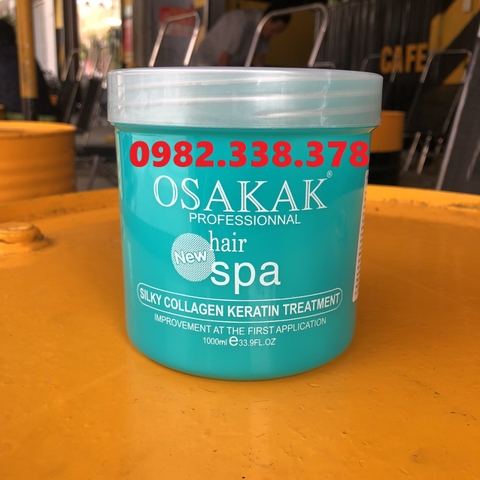 CAFE
0982.338.378
OSAKAK®
PROFESSIONNAL
hair
New
spa
SILKY COLLAGEN KERATIN TREATMENT
IMPROVEMENT AT THE FIRST APPLICATION
1000ml ℮33.9FL.OZ